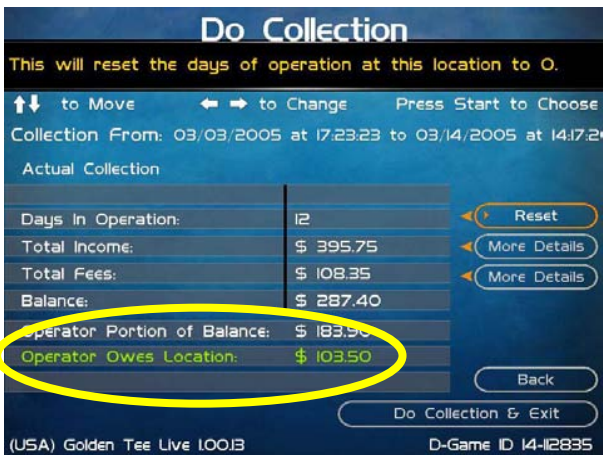 Do Collection
This will reset the days of operation at this location to 0.
↑↓ to Move ← → to Change Press Start to Choose
Collection From: 03/03/2005 at 17:23:23 to 03/14/2005 at 14:17:2
Actual Collection
Days In Operation: 12 Reset
Total Income: $ 395.75 More Details
Total Fees: $ 108.35 More Details
Balance: $ 287.40
Operator Portion of Balance: $ 183.90
Operator Owes Location: $ 103.50
Back
Do Collection & Exit
(USA) Golden Tee Live 1.00.13 D-Game ID 14-112835